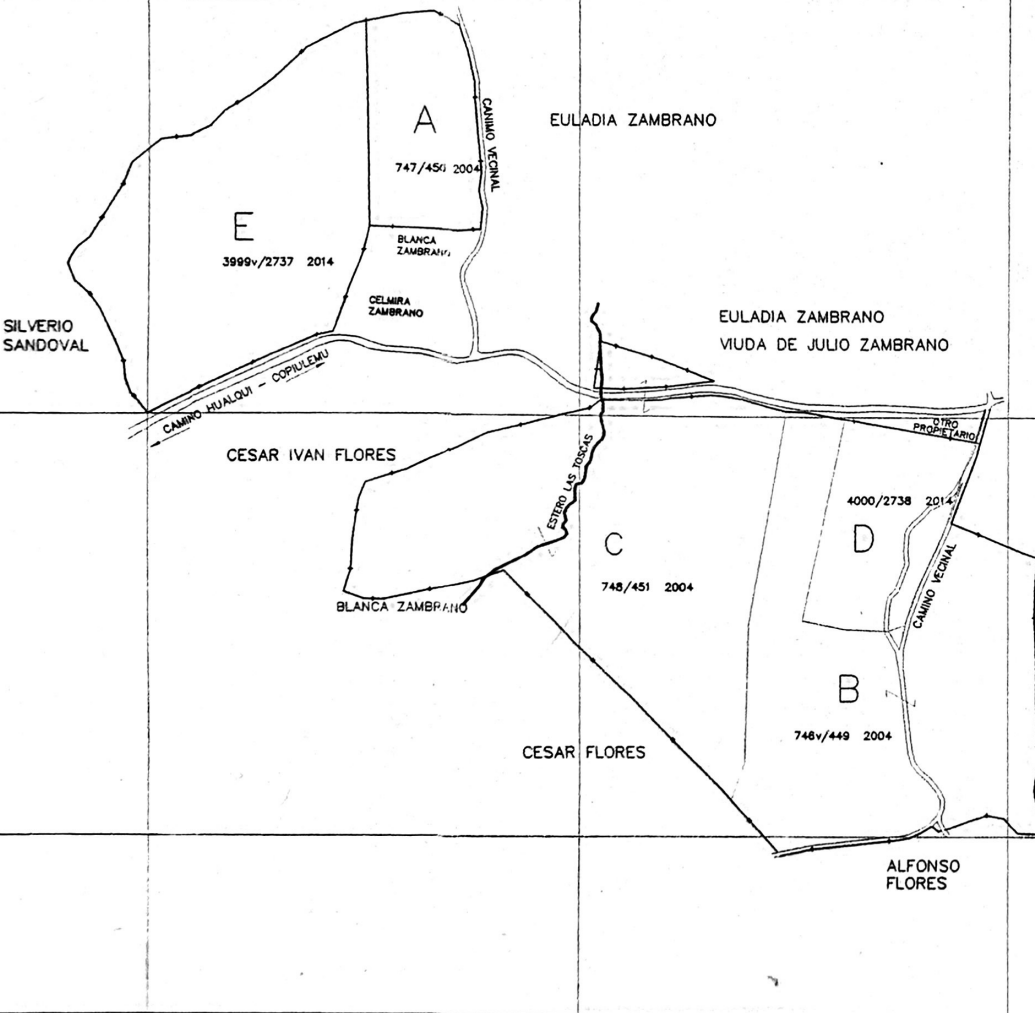 A
EULADIA ZAMBRANO
CANIMO VECINAL
747/450 2004
E
BLANCA
ZAMBRANO
3999v/2737 2014
CELMIRA
ZAMBRANO
SILVERIO
SANDOVAL
EULADIA ZAMBRANO
VIUDA DE JULIO ZAMBRANO
CAMINO HUALQUI - COPIULEMU
OTRO
PROPIETARIO
CESAR IVAN FLORES
ESTERO LAS TOSCAS
4000/2738 2014
D
C
CAMINO VECINAL
748/451 2004
BLANCA ZAMBRANO
B
746v/449 2004
CESAR FLORES
ALFONSO
FLORES